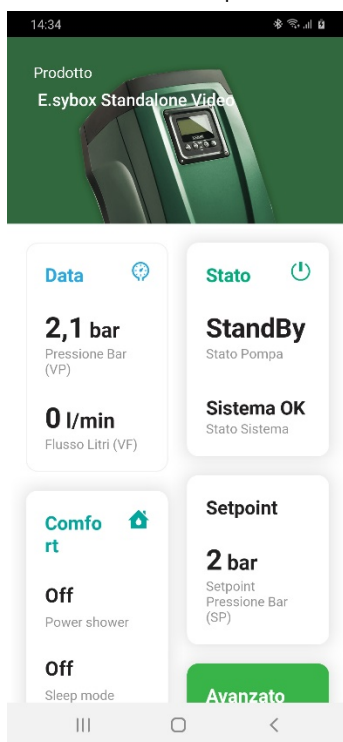 14:34
Prodotto
E.sybox Standalone Video
Data
2,1 bar
Pressione Bar
(VP)
0 l/min
Flusso Litri (VF)
Stato
StandBy
Stato Pompa
Sistema OK
Stato Sistema
Comfo
rt
Off
Power shower
Off
Sleep mode
Setpoint
2 bar
Setpoint
Pressione Bar
(SP)
Avanzato